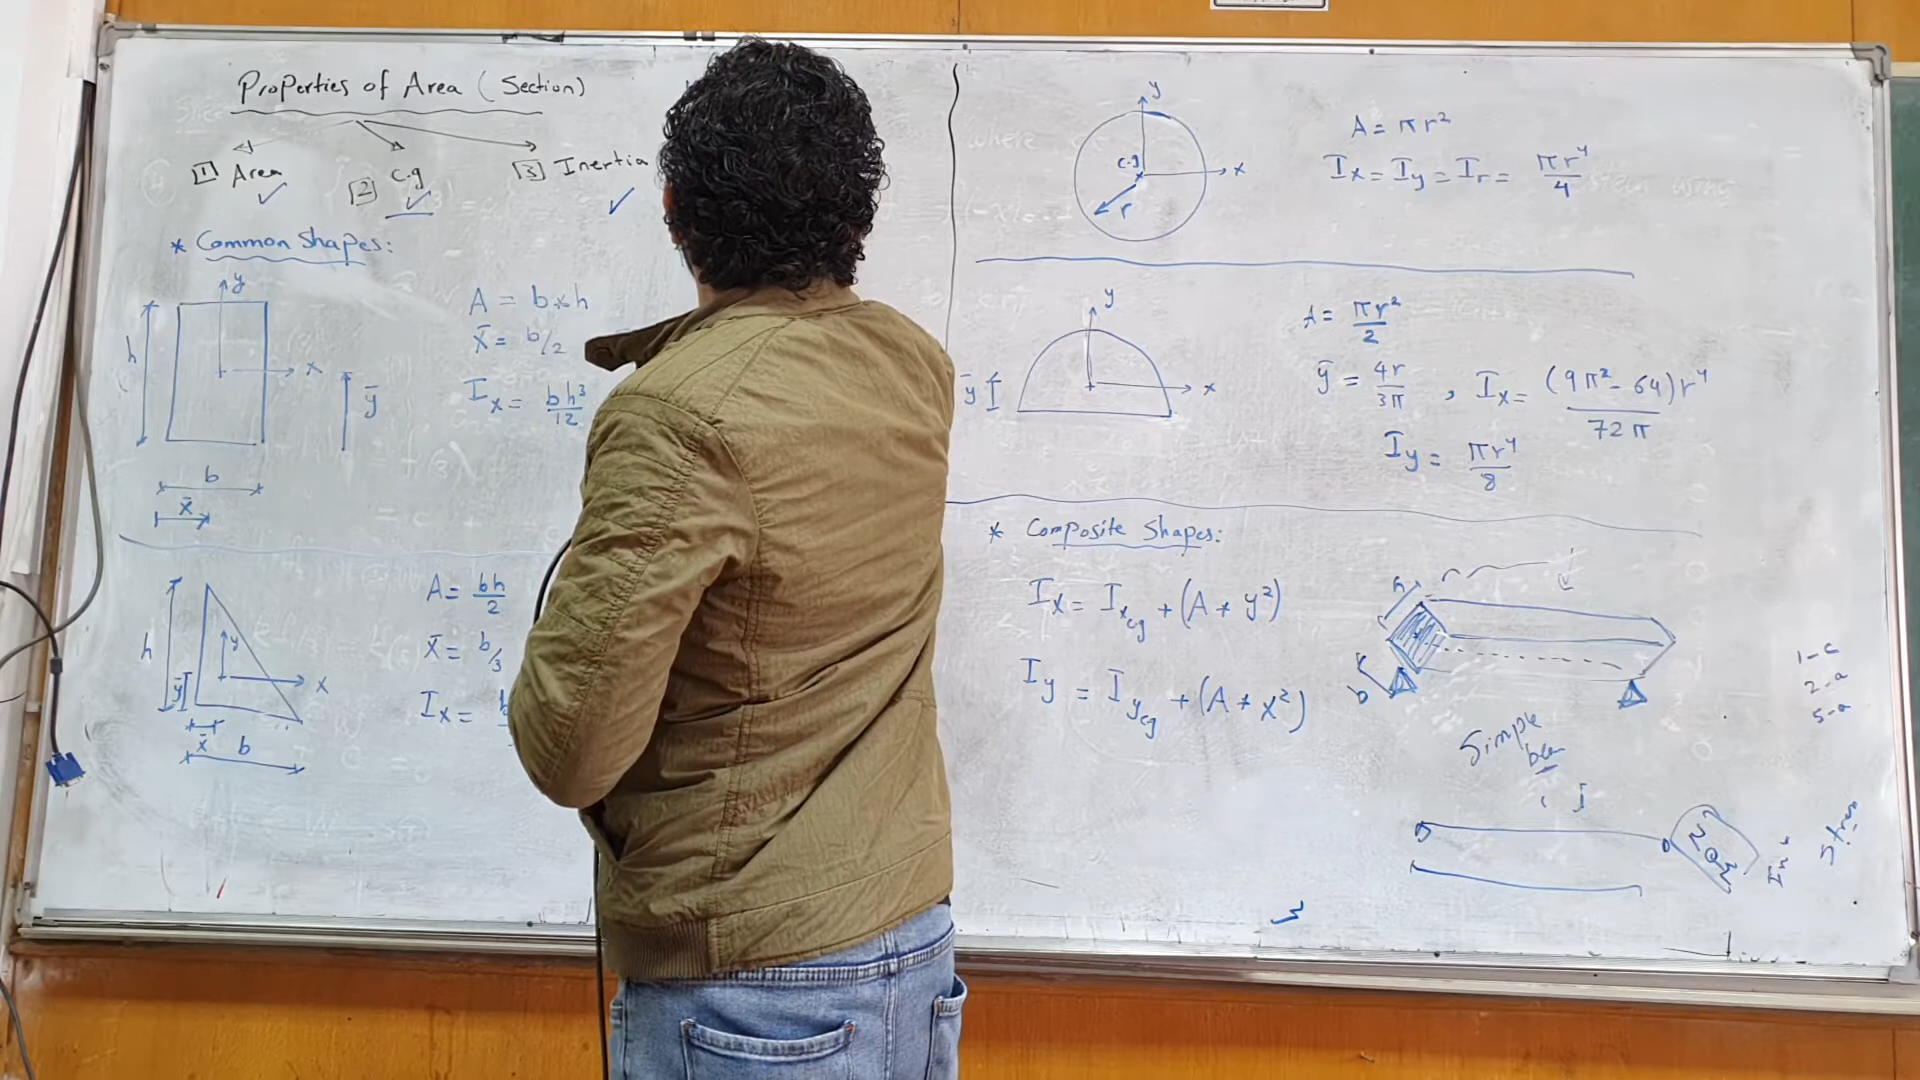 Properties of Area (Section)
1 Area
2 C.g
3 Inertia
* Common Shapes:
y
h
x
ȳ
b
x̄
A = b*h
x̄ = b/2
Ix = bh³/12
h
y
x
ȳ
x̄
b
A = bh/2
x̄ = b/3
Ix =
y
C.g
x
r
A = πr²
Ix = Iy = Ir = πr⁴/4
y
x
ȳ
A = πr²/2
ȳ = 4r/3π , Ix = (9π² - 64)r⁴/72π
Iy = πr⁴/8
* Composite Shapes:
Ix = Ixcg + (A * y²)
Iy = Iycg + (A * x²)
h
b
1-c
2-a
5-a
Simple